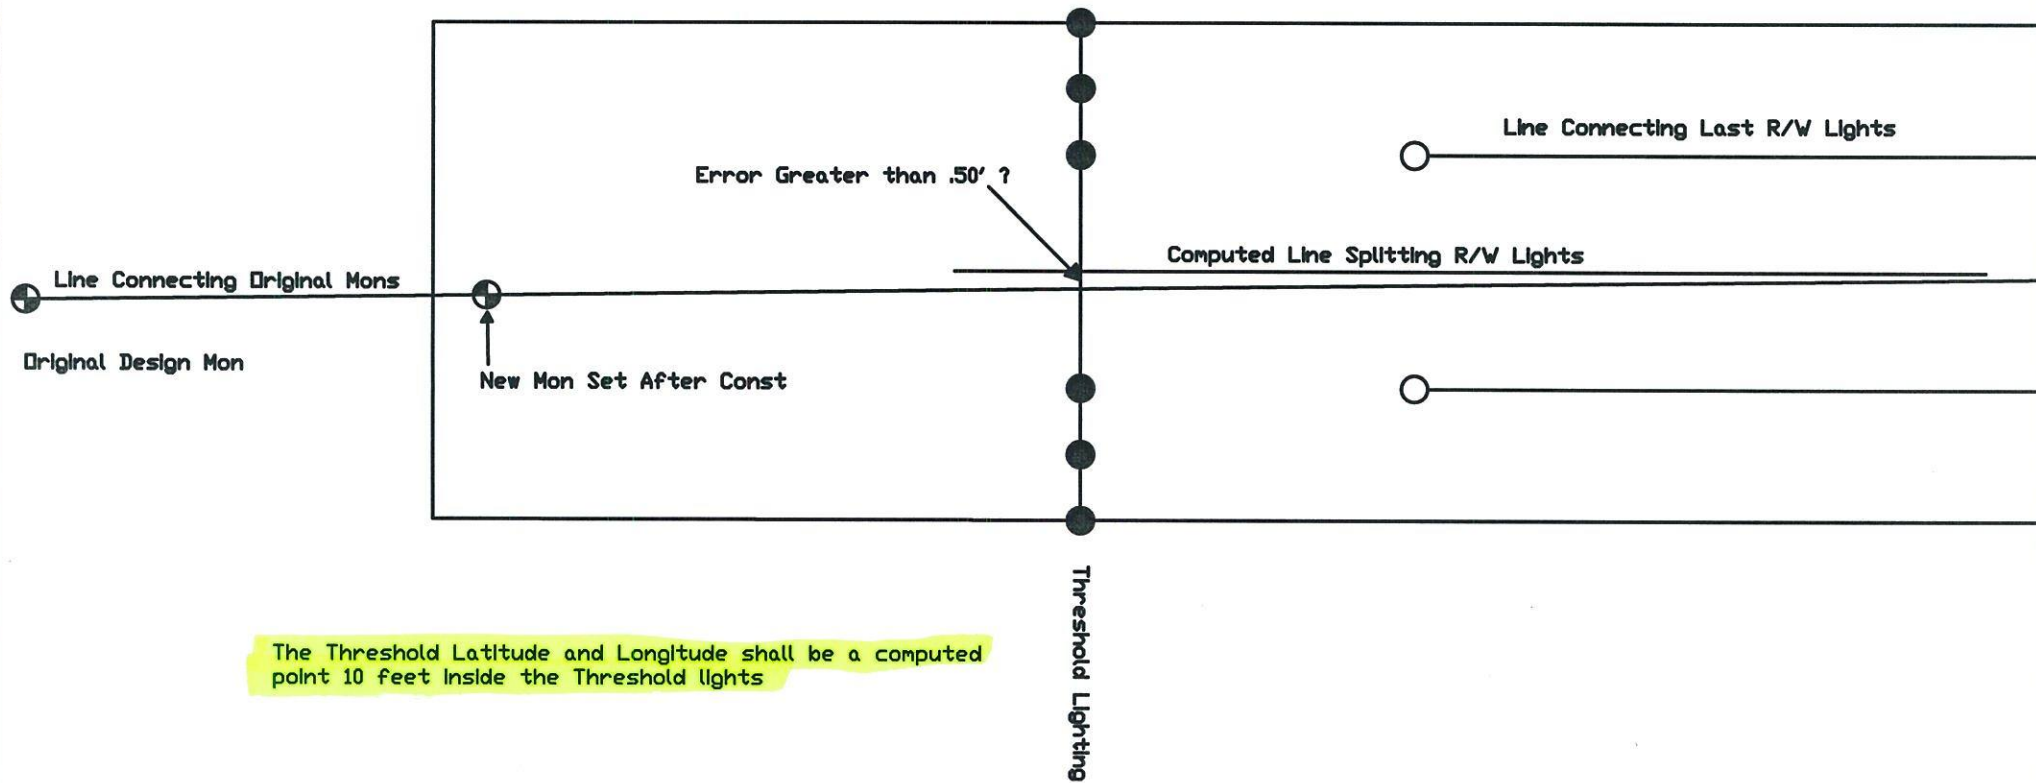 Line Connecting Last R/W Lights
Error Greater than .50' ?
Computed Line Splitting R/W Lights
Line Connecting Original Mons
Original Design Mon
New Mon Set After Const
Threshold Lighting
The Threshold Latitude and Longitude shall be a computed
point 10 feet inside the Threshold lights